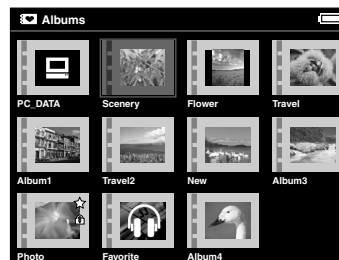 Albums
PC_DATA Scenery Flower Travel
Album1 Travel2 New Album3
Photo Favorite Album4